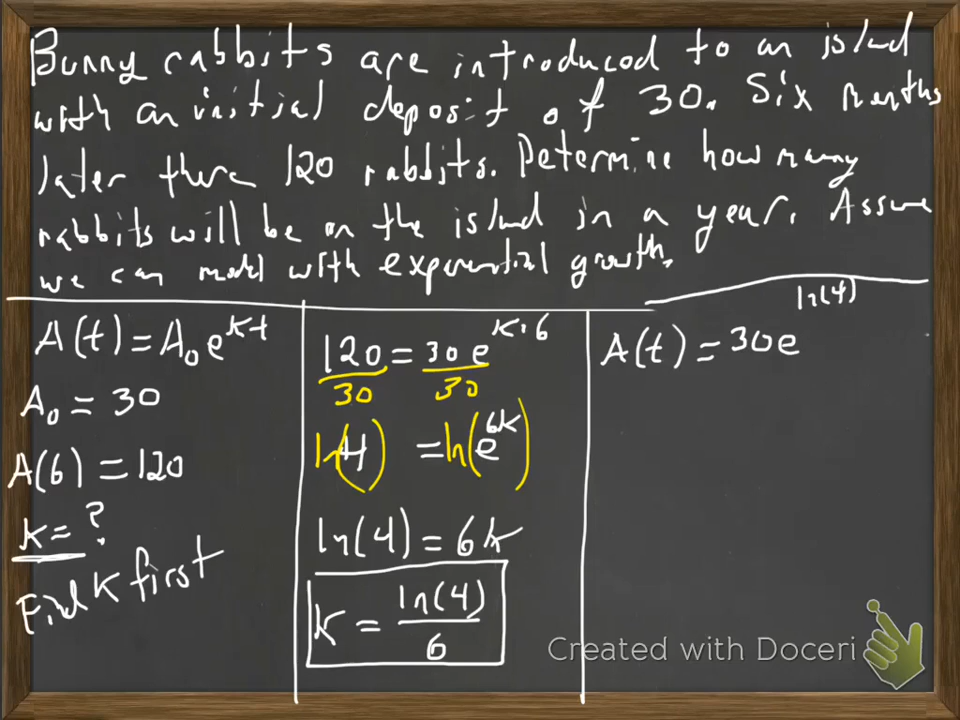 Bunny rabbits are introduced to an island
with an initial deposit of 30. Six months
later there 120 rabbits. Determine how many
rabbits will be on the island in a year. Assume
we can model with exponential growth.
A(t) = A₀e^(kt)
A₀ = 30
A(6) = 120
k = ?
Find k first
120 = 30 e^(k·6)
30 30
ln(4) = ln(e^(6k))
ln(4) = 6k
k = ln(4)/6
A(t) = 30e^(ln(4))
Created with Doceri